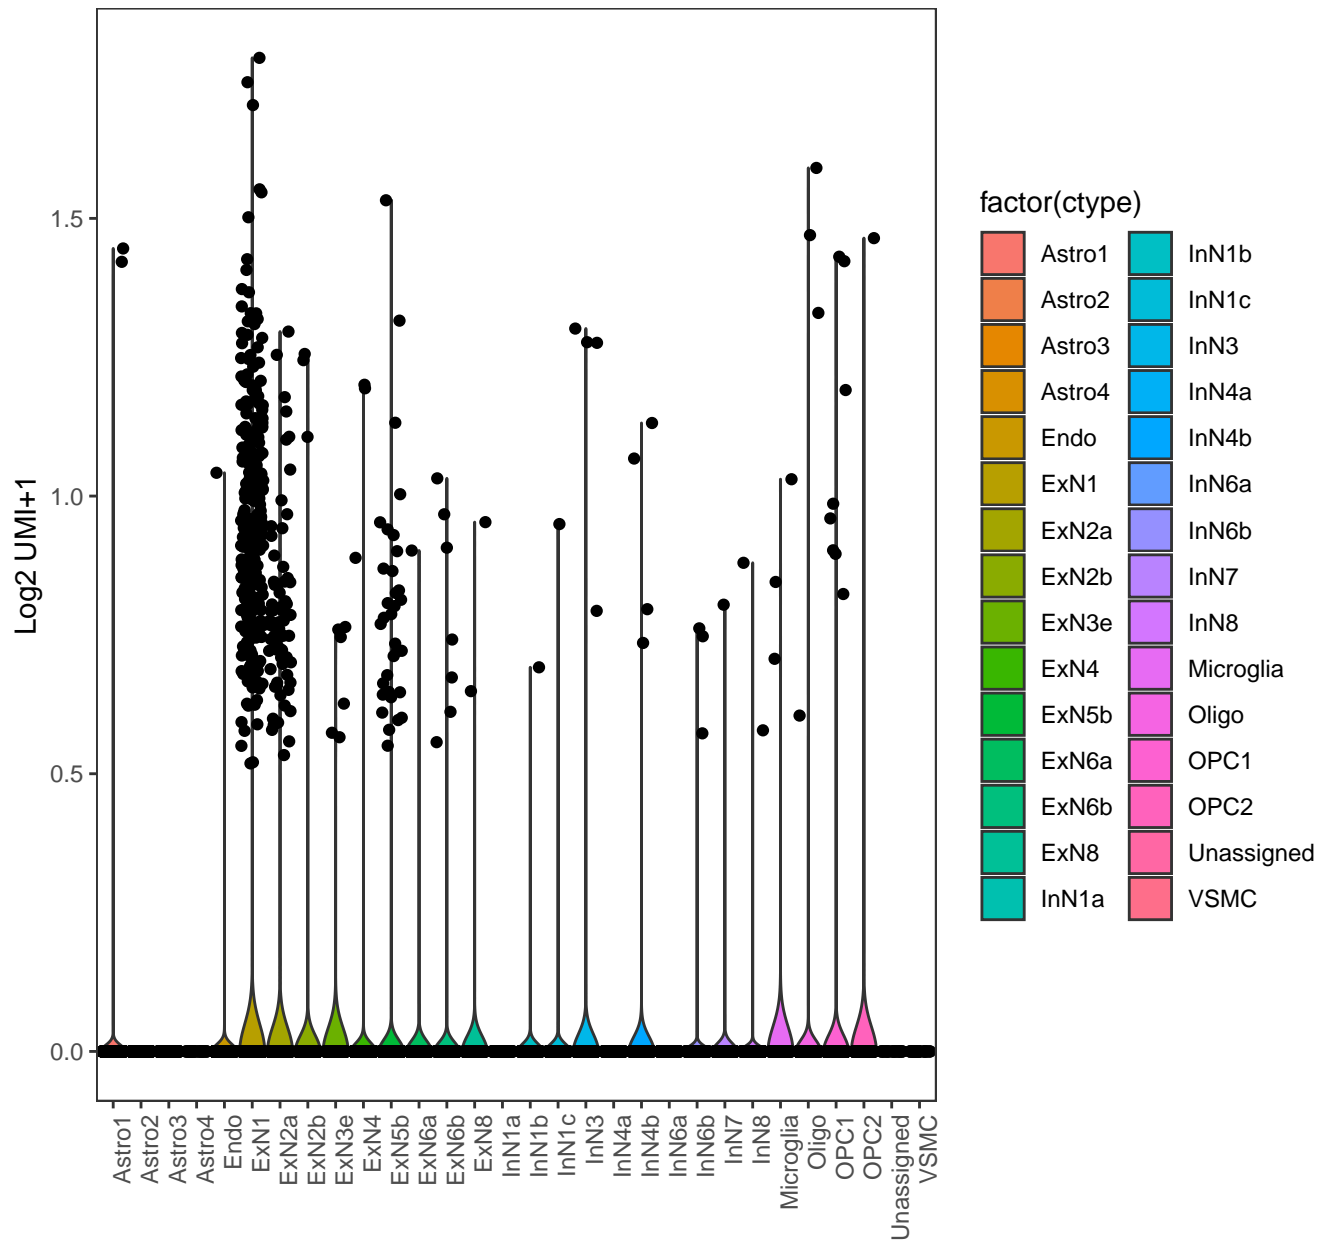 Log2 UMI+1
1.5
1.0
0.5
0.0
Astro1
Astro2
Astro3
Astro4
Endo
ExN1
ExN2a
ExN2b
ExN3e
ExN4
ExN5b
ExN6a
ExN6b
ExN8
InN1a
InN1b
InN1c
InN3
InN4a
InN4b
InN6a
InN6b
InN7
InN8
Microglia
Oligo
OPC1
OPC2
Unassigned
VSMC
factor(ctype)
Astro1
Astro2
Astro3
Astro4
Endo
ExN1
ExN2a
ExN2b
ExN3e
ExN4
ExN5b
ExN6a
ExN6b
ExN8
InN1a
InN1b
InN1c
InN3
InN4a
InN4b
InN6a
InN6b
InN7
InN8
Microglia
Oligo
OPC1
OPC2
Unassigned
VSMC